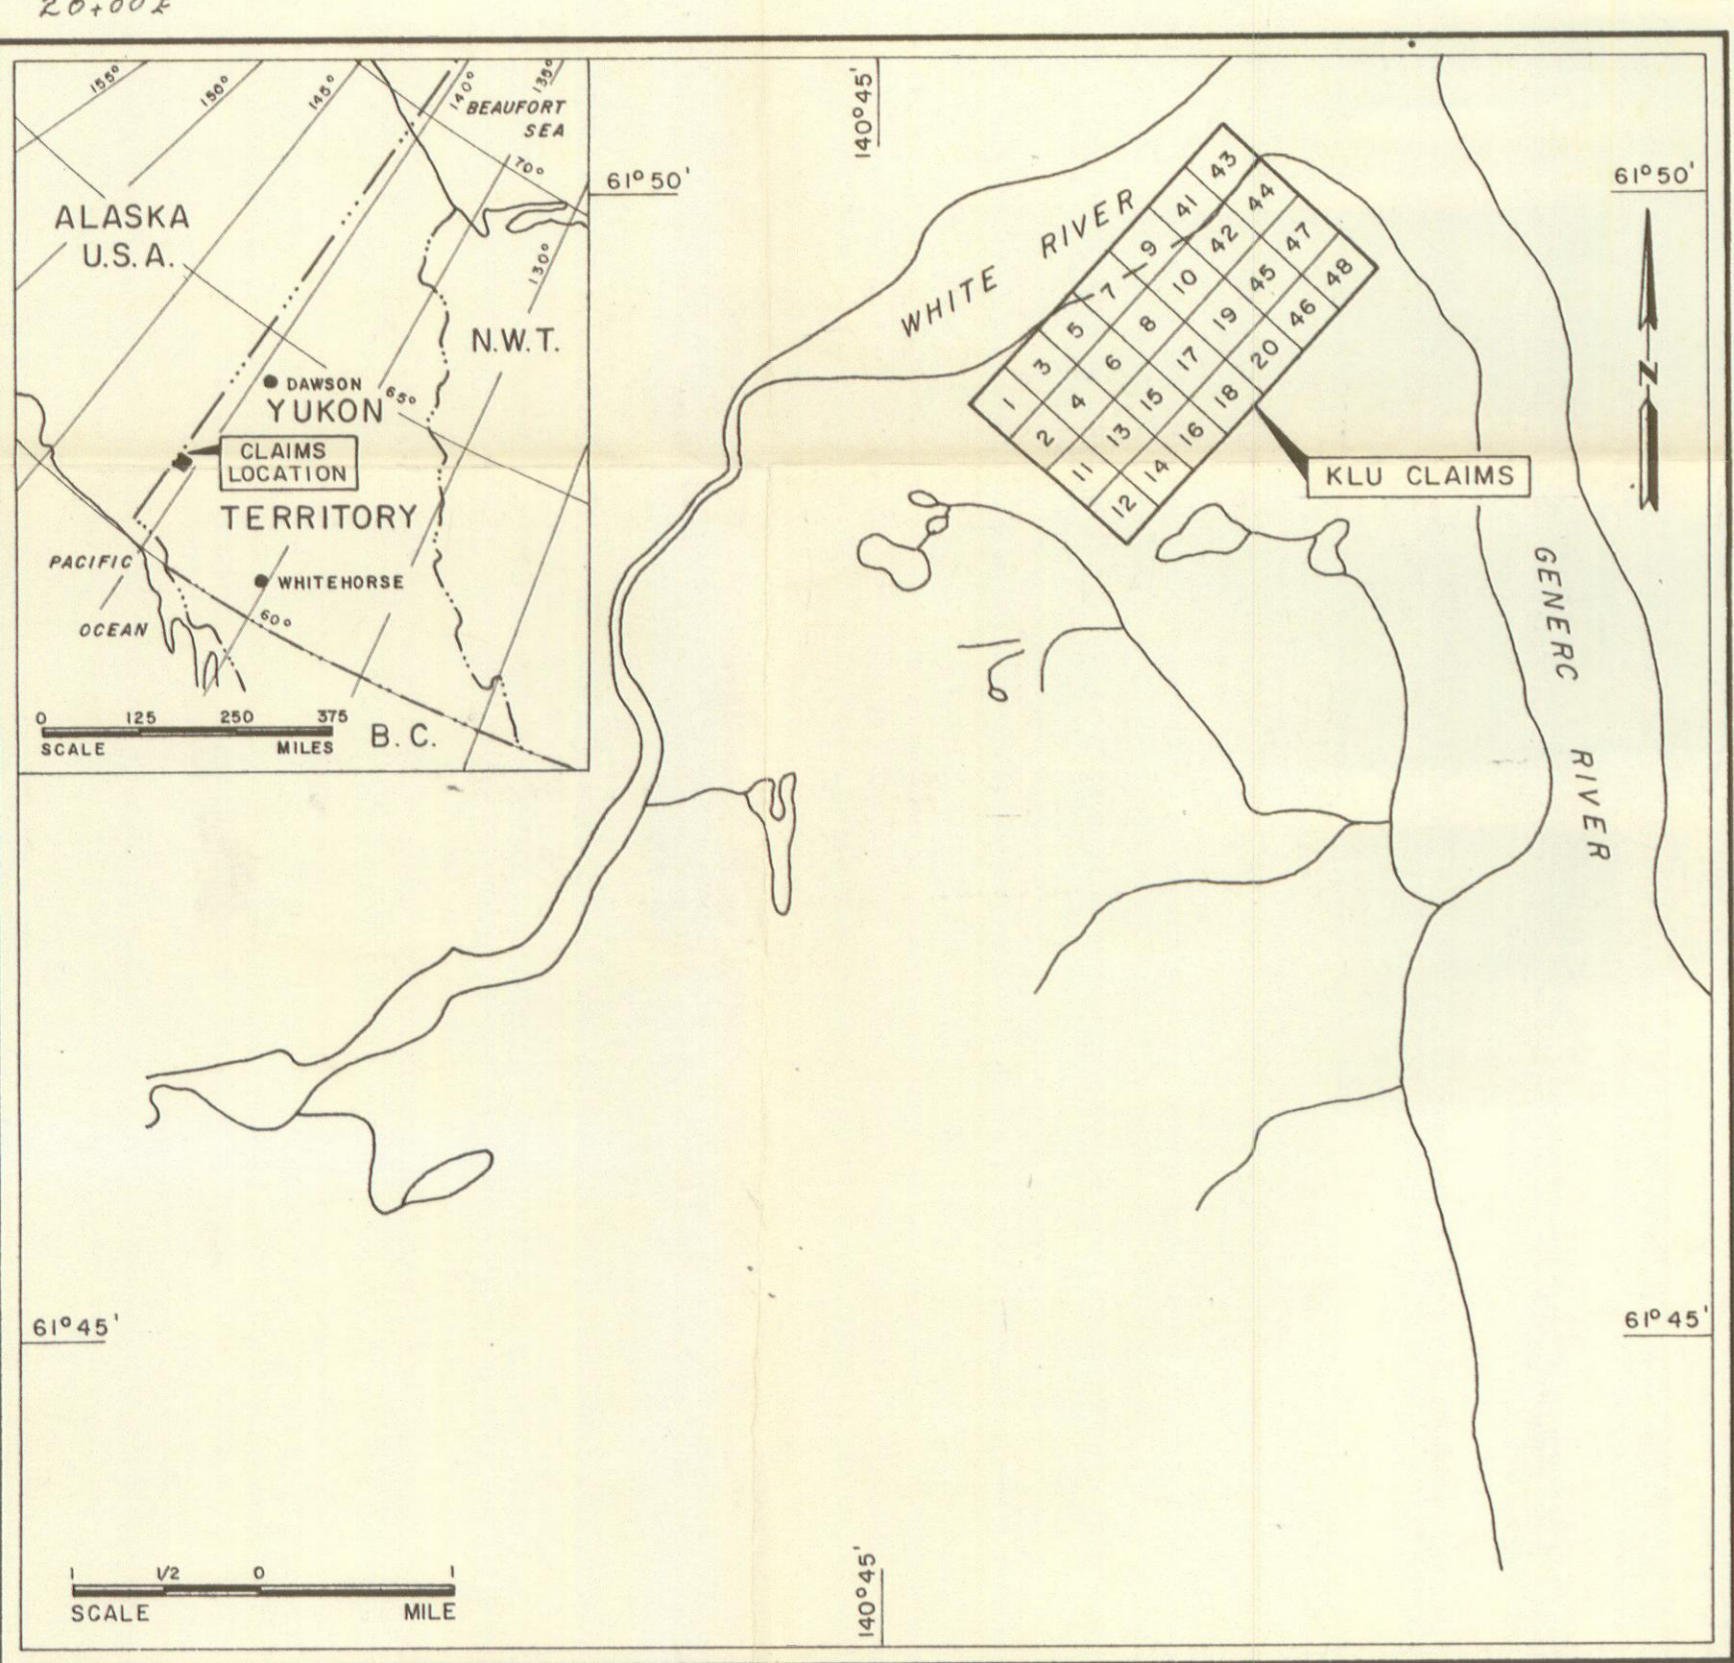 20+00E
155°
150°
145°
140°
135°
BEAUFORT
SEA
70°
130°
ALASKA
U.S.A.
N.W.T.
DAWSON
YUKON
65°
CLAIMS
LOCATION
TERRITORY
PACIFIC
OCEAN
WHITEHORSE
60°
0 125 250 375
SCALE MILES
B.C.
140°45'
61°50'
61°50'
WHITE RIVER
43
41 44
9 42 47
7 10 45 48
5 8 19 46
3 6 17 20
1 4 15 18
2 13 16
11 14
12
N
KLU CLAIMS
GENERC RIVER
61°45'
61°45'
140°45'
1 1/2 0 1
SCALE MILE